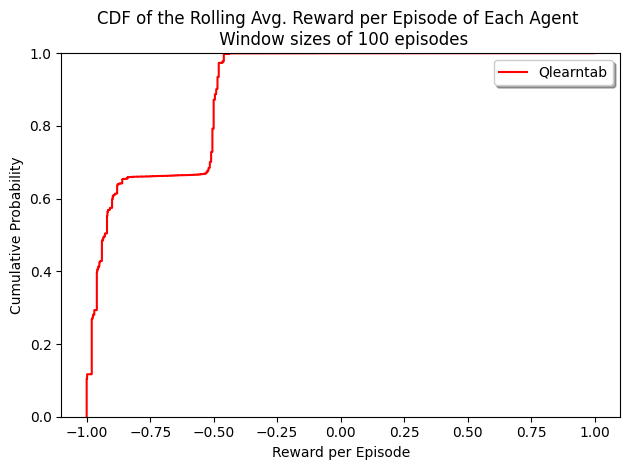 CDF of the Rolling Avg. Reward per Episode of Each Agent
Window sizes of 100 episodes
Qlearntab
Cumulative Probability
1.0
0.8
0.6
0.4
0.2
0.0
−1.00 −0.75 −0.50 −0.25 0.00 0.25 0.50 0.75 1.00
Reward per Episode